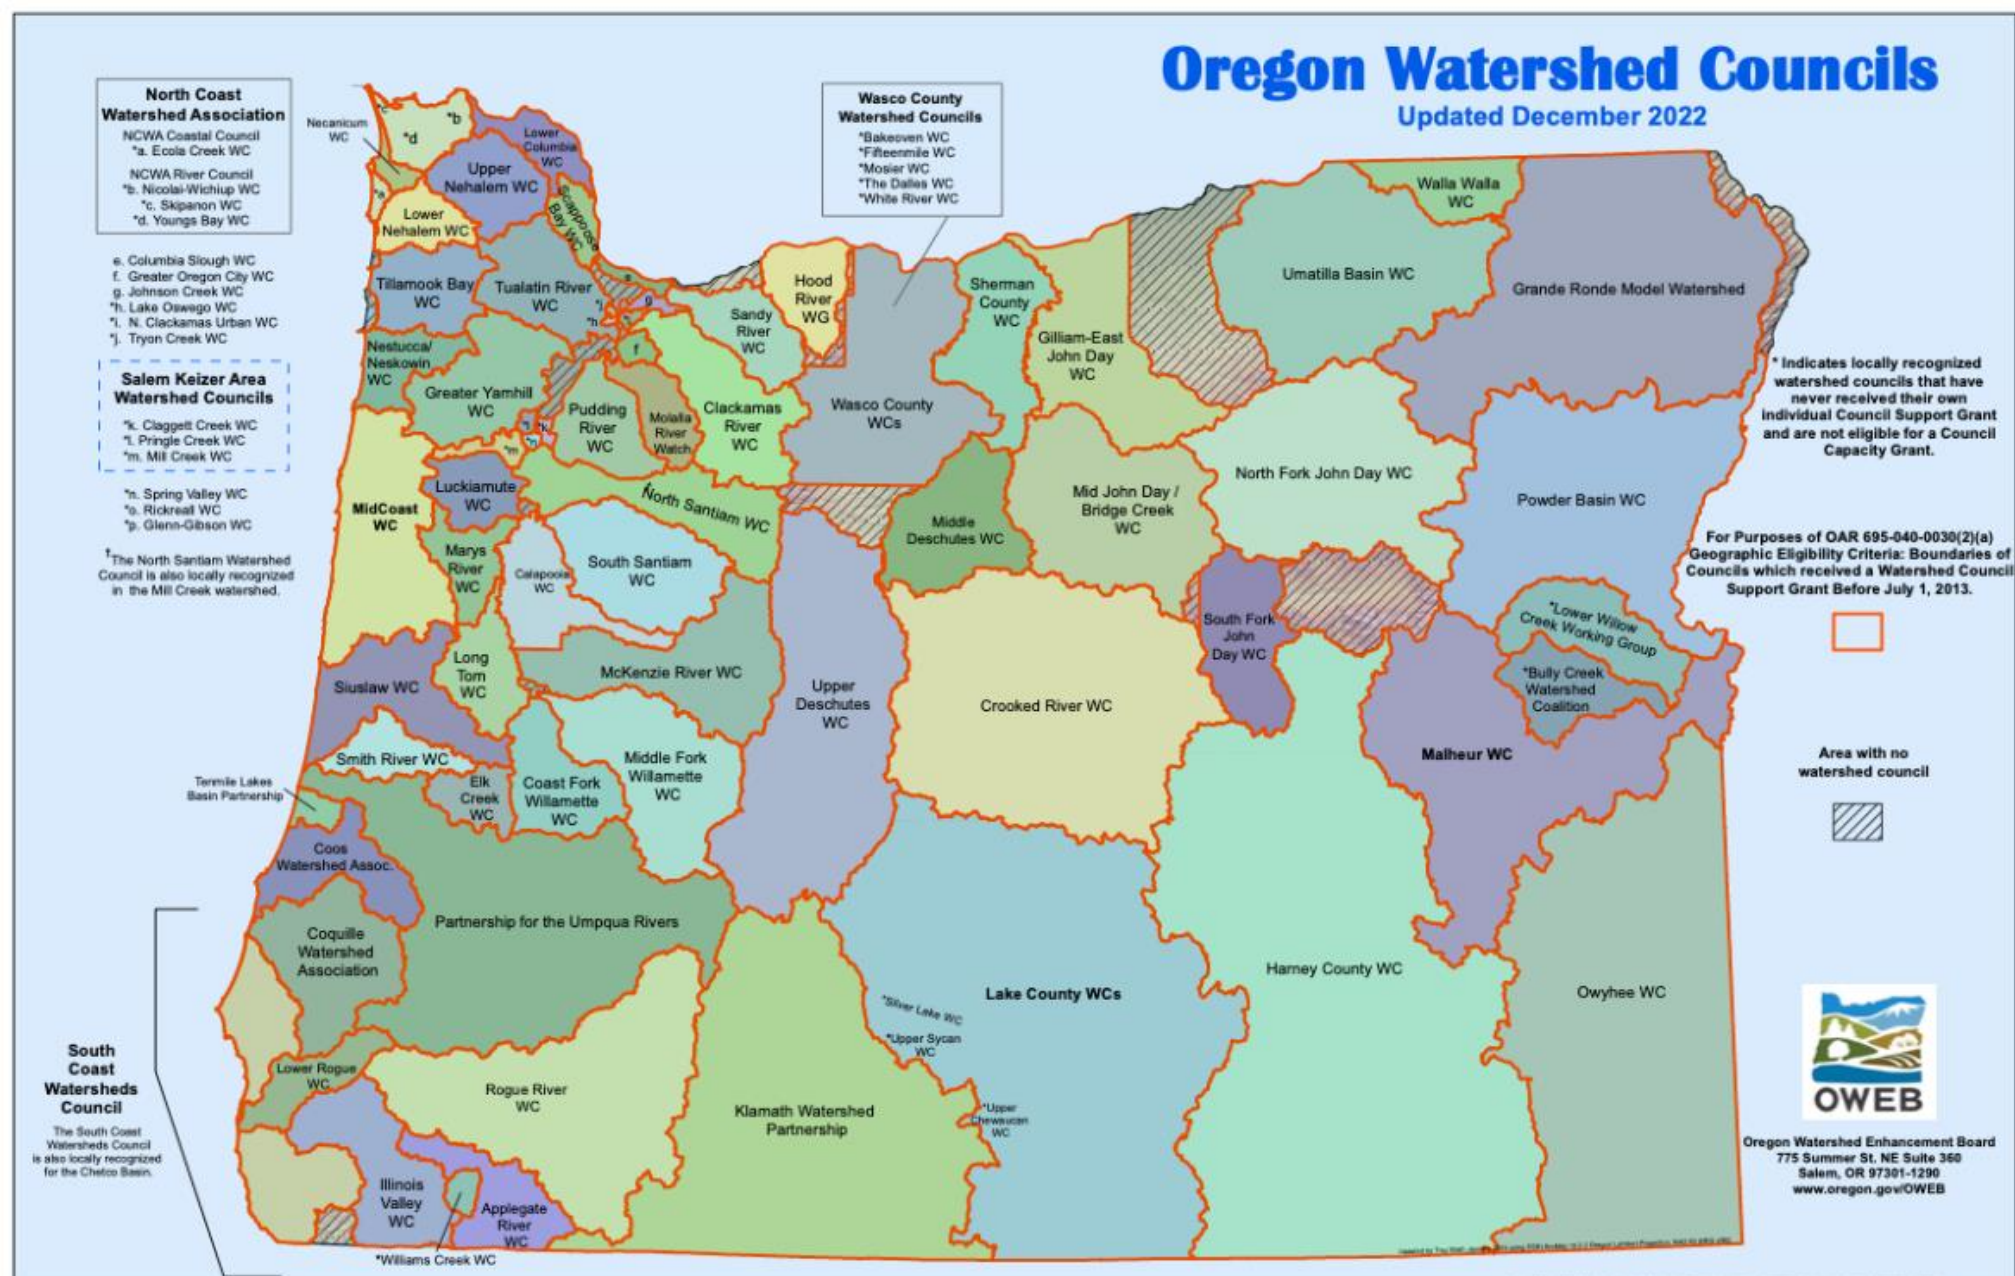 Oregon Watershed Councils
Updated December 2022
North Coast
Watershed Association
NCWA Coastal Council
*a. Ecola Creek WC
NCWA River Council
*b. Nicolai-Wichiup WC
*c. Skipanon WC
*d. Youngs Bay WC
e. Columbia Slough WC
f. Greater Oregon City WC
g. Johnson Creek WC
*h. Lake Oswego WC
*i. N. Clackamas Urban WC
*j. Tryon Creek WC
Salem Keizer Area
Watershed Councils
*k. Claggett Creek WC
*l. Pringle Creek WC
*m. Mill Creek WC
*n. Spring Valley WC
*o. Rickreall WC
*p. Glenn-Gibson WC
†The North Santiam Watershed
Council is also locally recognized
in the Mill Creek watershed.
South
Coast
Watersheds
Council
The South Coast
Watersheds Council
is also locally recognized
for the Chetco Basin.
Wasco County
Watershed Councils
*Bakeoven WC
*Fifteenmile WC
*Mosier WC
*The Dalles WC
*White River WC
Necanicum
WC
*c
*d
*b
*a
Lower
Columbia
WC
Upper
Nehalem WC
Scappoose
Bay WC
Lower
Nehalem WC
Tillamook Bay
WC
Tualatin River
WC
e
*j
g
*h
*i
f
Hood
River
WG
Sandy
River
WC
Sherman
County
WC
Gilliam-East
John Day
WC
Umatilla Basin WC
Walla Walla
WC
Grande Ronde Model Watershed
Nestucca/
Neskowin
WC
Greater Yamhill
WC
Pudding
River
WC
Molalla
River
Watch
Clackamas
River
WC
Wasco County
WCs
*l
*k
*m
MidCoast
WC
Luckiamute
WC
†North Santiam WC
Marys
River
WC
Calapooia
WC
South Santiam
WC
Middle
Deschutes WC
Mid John Day /
Bridge Creek
WC
North Fork John Day WC
Powder Basin WC
*Lower Willow
Creek Working Group
*Bully Creek
Watershed
Coalition
South Fork
John
Day WC
Siuslaw WC
Long
Tom
WC
McKenzie River WC
Upper
Deschutes
WC
Crooked River WC
Malheur WC
Smith River WC
Elk
Creek
WC
Coast Fork
Willamette
WC
Middle Fork
Willamette
WC
Tenmile Lakes
Basin Partnership
Coos
Watershed Assoc.
Coquille
Watershed
Association
Partnership for the Umpqua Rivers
Lower Rogue
WC
Rogue River
WC
Klamath Watershed
Partnership
Lake County WCs
*Silver Lake WC
*Upper Sycan
WC
*Upper
Chewaucan
WC
Harney County WC
Owyhee WC
Illinois
Valley
WC
Applegate
River
WC
*Williams Creek WC
* Indicates locally recognized
watershed councils that have
never received their own
individual Council Support Grant
and are not eligible for a Council
Capacity Grant.
For Purposes of OAR 695-040-0030(2)(a)
Geographic Eligibility Criteria: Boundaries of
Councils which received a Watershed Council
Support Grant Before July 1, 2013.
Area with no
watershed council
OWEB
Oregon Watershed Enhancement Board
775 Summer St. NE Suite 360
Salem, OR 97301-1290
www.oregon.gov/OWEB